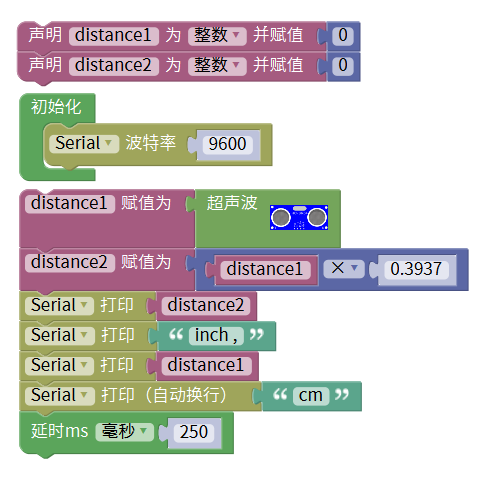 声明 distance1 为 整数 并赋值 0
声明 distance2 为 整数 并赋值 0
初始化
Serial 波特率 9600
distance1 赋值为 超声波
distance2 赋值为 distance1 × 0.3937
Serial 打印 distance2
Serial 打印 “ inch , ”
Serial 打印 distance1
Serial 打印（自动换行） “ cm ”
延时ms 毫秒 250